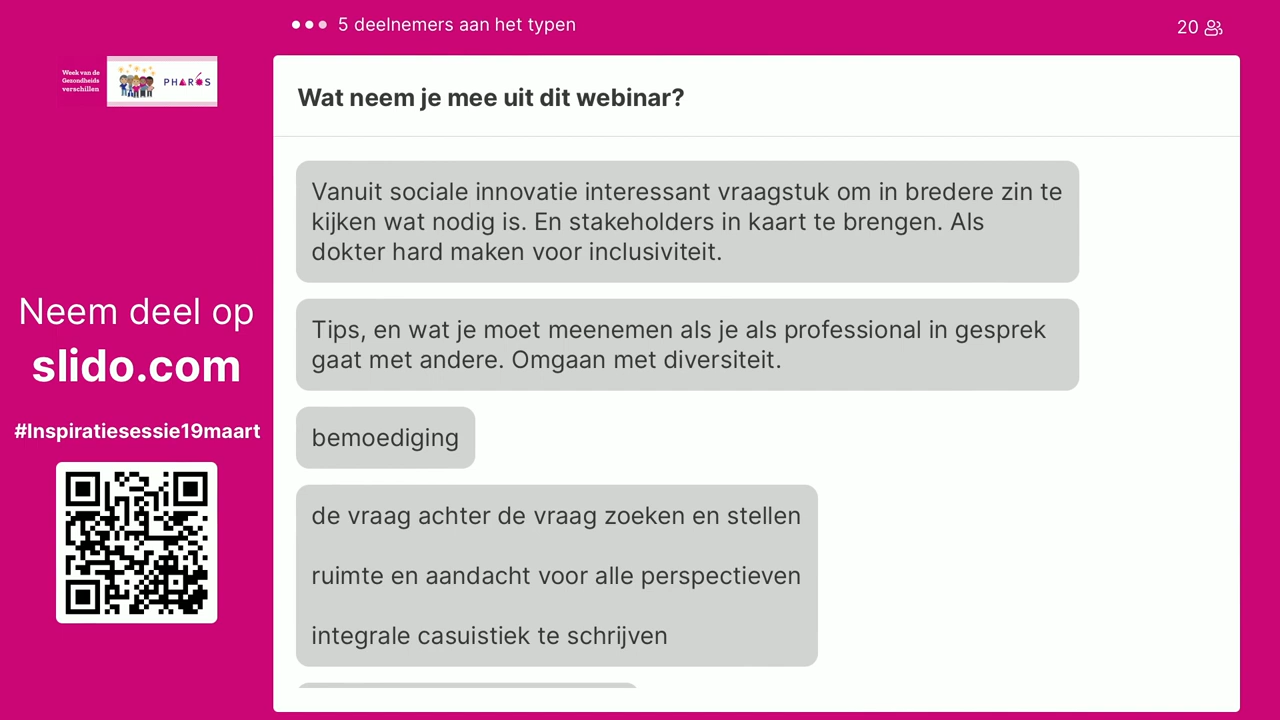 5 deelnemers aan het typen
20
Week van de
Gezondheids
verschillen
PHAROS
Wat neem je mee uit dit webinar?
Vanuit sociale innovatie interessant vraagstuk om in bredere zin te
kijken wat nodig is. En stakeholders in kaart te brengen. Als
dokter hard maken voor inclusiviteit.
Tips, en wat je moet meenemen als je als professional in gesprek
gaat met andere. Omgaan met diversiteit.
bemoediging
de vraag achter de vraag zoeken en stellen
ruimte en aandacht voor alle perspectieven
integrale casuistiek te schrijven
Neem deel op
slido.com
#Inspiratiesessie19maart